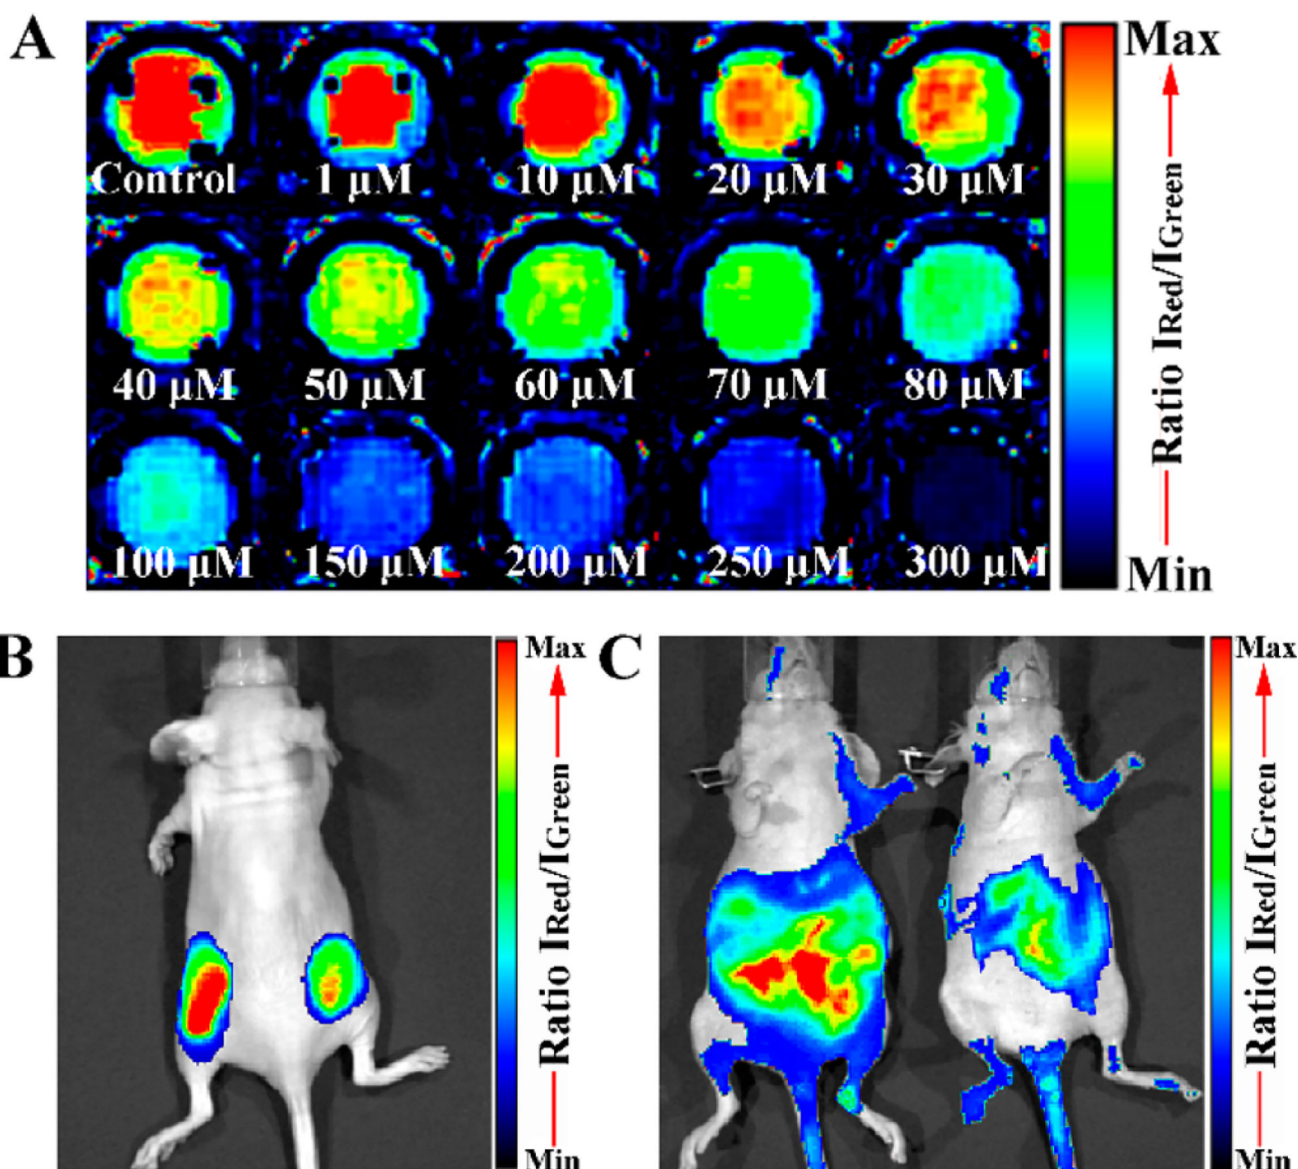 A
Max
Control
1 µM
10 µM
20 µM
30 µM
Ratio IRed/IGreen
40 µM
50 µM
60 µM
70 µM
80 µM
100 µM
150 µM
200 µM
250 µM
300 µM
Min
B
Max
Ratio IRed/IGreen
Min
C
Max
Ratio IRed/IGreen
Min